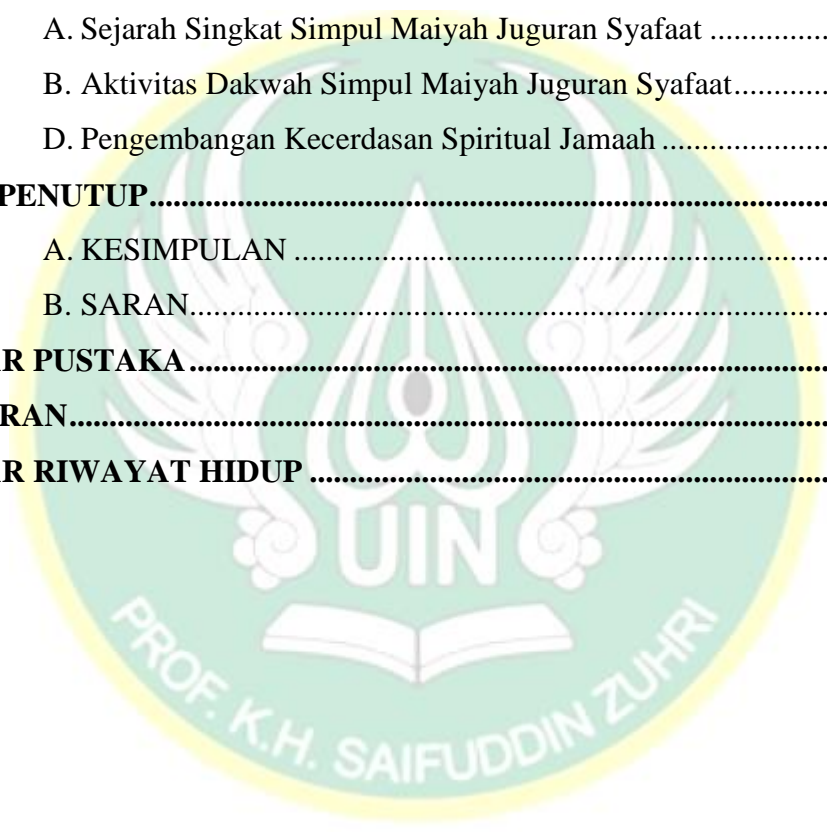 A. Sejarah Singkat Simpul Maiyah Juguran Syafaat ...............
B. Aktivitas Dakwah Simpul Maiyah Juguran Syafaat............
D. Pengembangan Kecerdasan Spiritual Jamaah .....................
PENUTUP.....................................................................................
A. KESIMPULAN ...................................................................
B. SARAN................................................................................
R PUSTAKA................................................................................
RAN...............................................................................................
R RIWAYAT HIDUP .................................................................
UIN
PROF. K.H. SAIFUDDIN ZUHRI